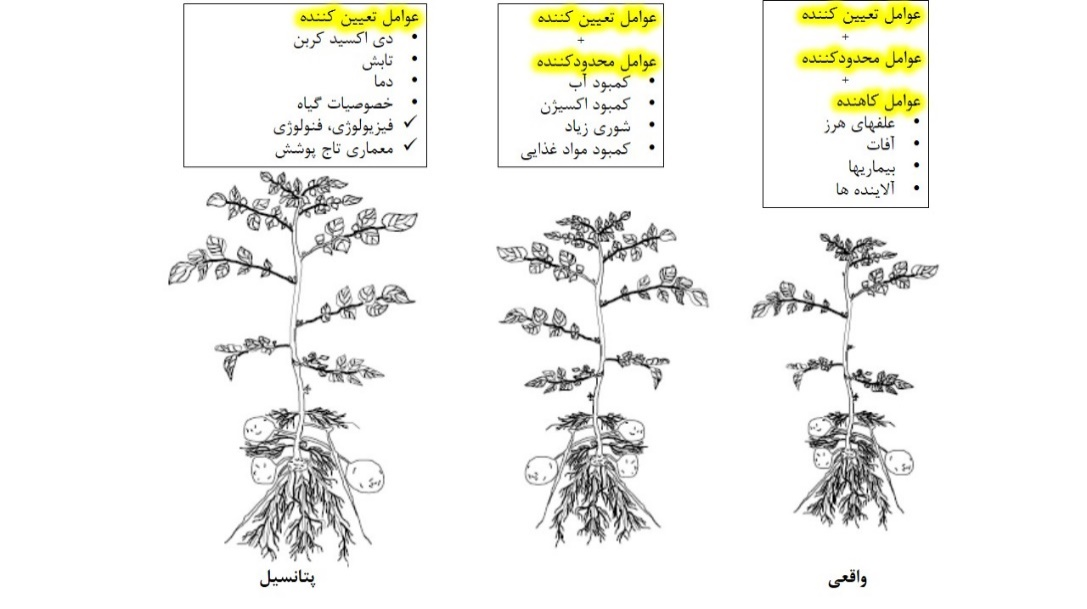 عوامل تعیین کننده
+
عوامل محدودکننده
+
عوامل کاهنده
• علفهای هرز
• آفات
• بیماریها
• آلاینده ها
عوامل تعیین کننده
+
عوامل محدودکننده
• کمبود آب
• کمبود اکسیژن
• شوری زیاد
• کمبود مواد غذایی
عوامل تعیین کننده
• دی اکسید کربن
• تابش
• دما
• خصوصیات گیاه
✓ فیزیولوژی، فنولوژی
✓ معماری تاج پوشش
واقعی
پتانسیل